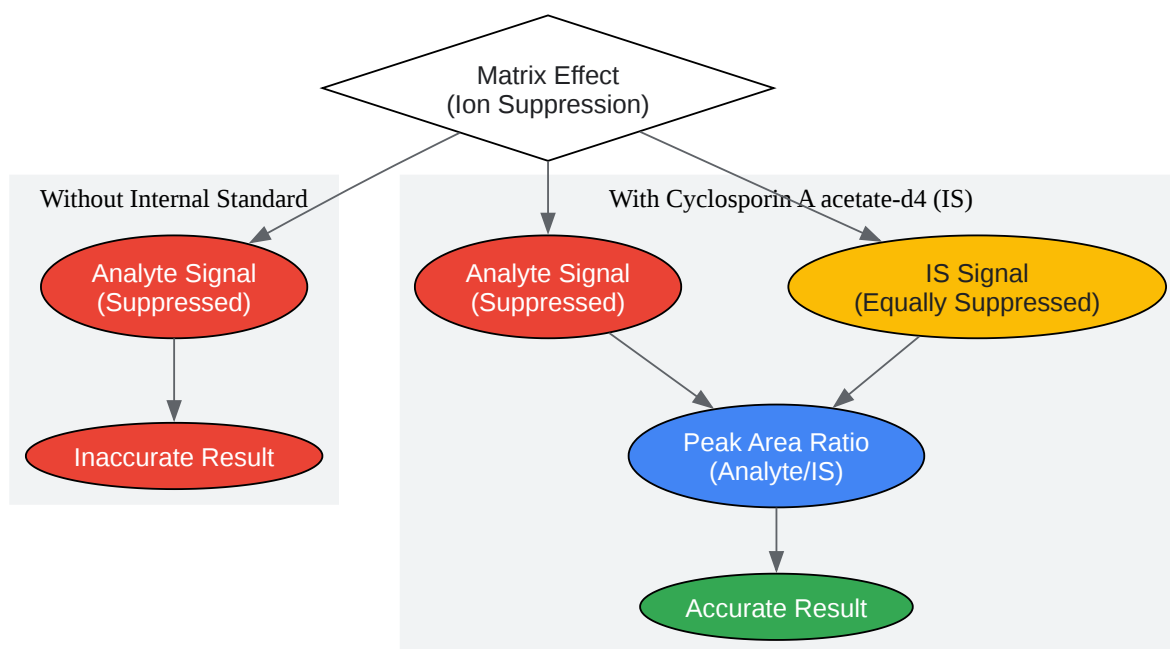 Matrix Effect
(Ion Suppression)
Without Internal Standard
With Cyclosporin A acetate-d4 (IS)
Analyte Signal
(Suppressed)
Analyte Signal
(Suppressed)
IS Signal
(Equally Suppressed)
Inaccurate Result
Peak Area Ratio
(Analyte/IS)
Accurate Result